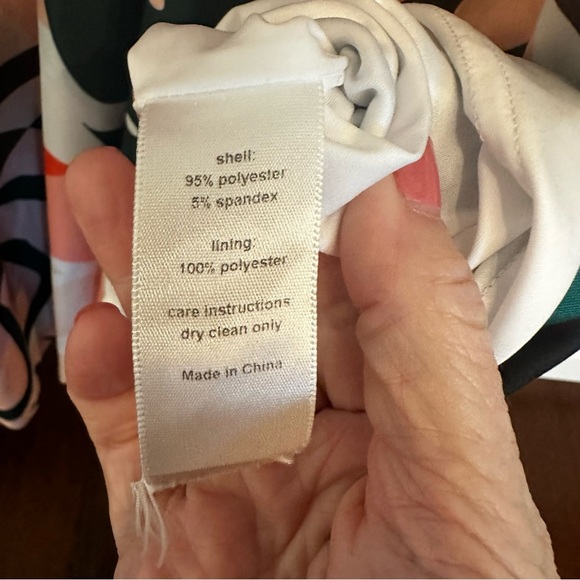 shell:
95% polyester
5% spandex
lining:
100% polyester
care instructions
dry clean only
Made in China